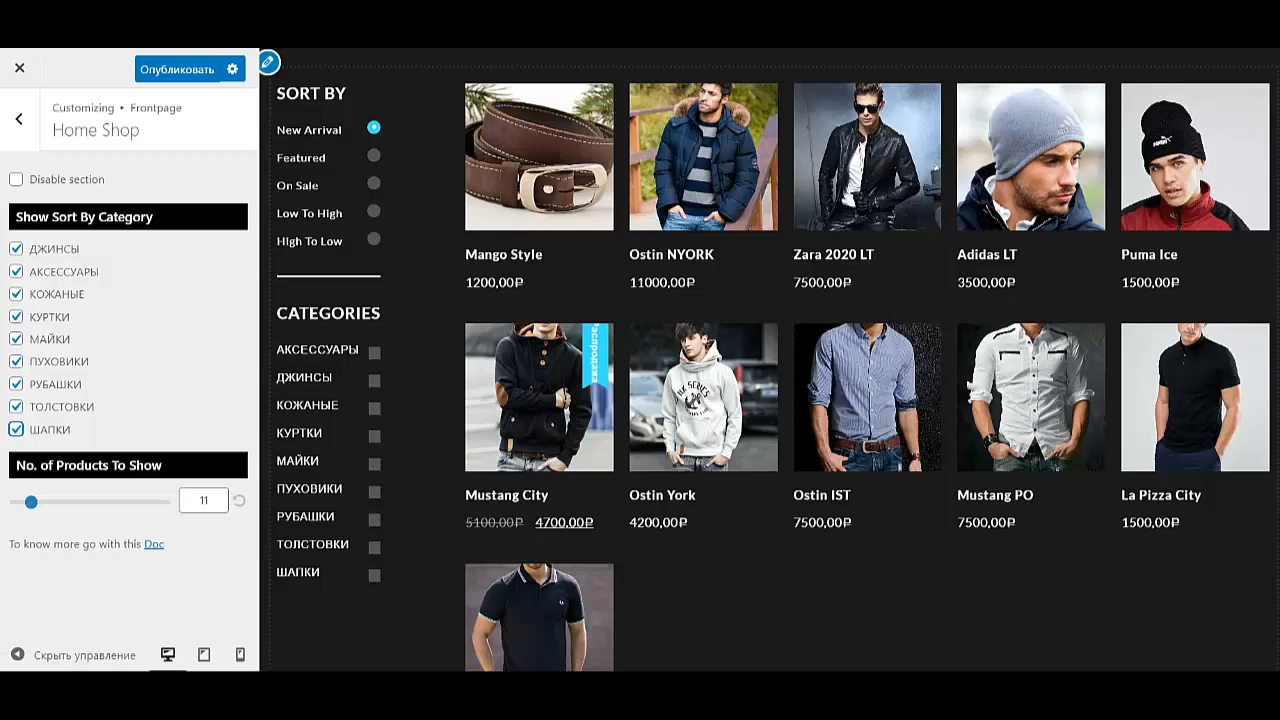 Опубликовать
Customizing ▸ Frontpage
Home Shop
Disable section
Show Sort By Category
ДЖИНСЫ
АКСЕССУАРЫ
КОЖАНЫЕ
КУРТКИ
МАЙКИ
ПУХОВИКИ
РУБАШКИ
ТОЛСТОВКИ
ШАПКИ
No. of Products To Show
11
To know more go with this Doc
Скрыть управление
SORT BY
New Arrival
Featured
On Sale
Low To High
High To Low
CATEGORIES
АКСЕССУАРЫ
ДЖИНСЫ
КОЖАНЫЕ
КУРТКИ
МАЙКИ
ПУХОВИКИ
РУБАШКИ
ТОЛСТОВКИ
ШАПКИ
Mango Style
1200,00₽
Ostin NYORK
11000,00₽
Zara 2020 LT
7500,00₽
Adidas LT
3500,00₽
Puma Ice
1500,00₽
Распродажа
Mustang City
5100,00₽ 4700,00₽
Ostin York
4200,00₽
Ostin IST
7500,00₽
Mustang PO
7500,00₽
La Pizza City
1500,00₽